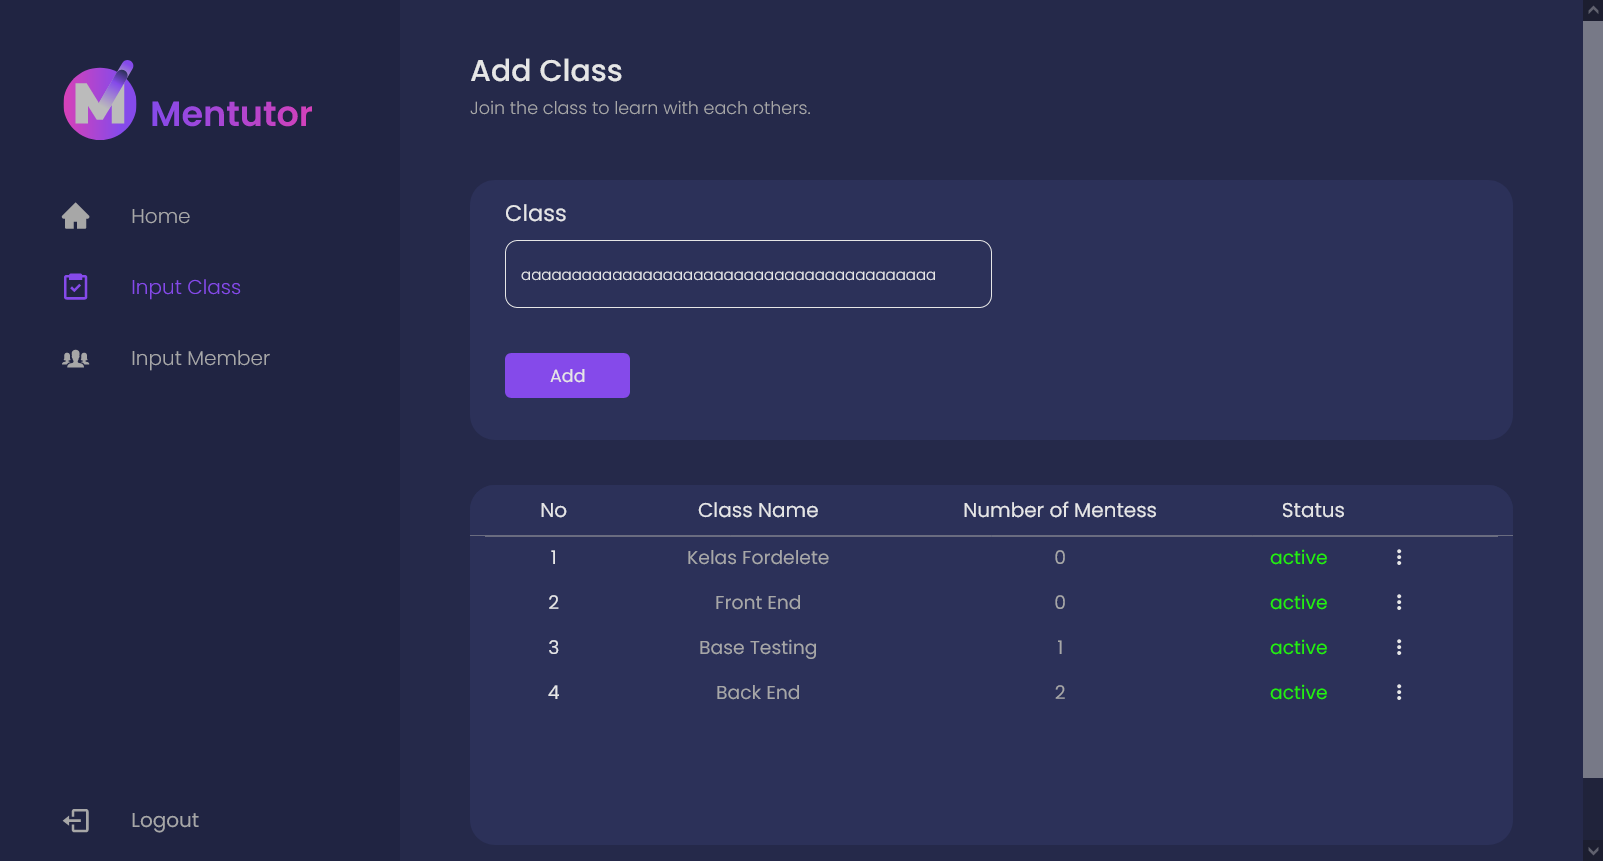 Mentutor
Home
Input Class
Input Member
Logout
Add Class
Join the class to learn with each others.
Class
aaaaaaaaaaaaaaaaaaaaaaaaaaaaaaaaaaaaaaaaa
Add
No Class Name Number of Mentess Status
1 Kelas Fordelete 0 active
2 Front End 0 active
3 Base Testing 1 active
4 Back End 2 active